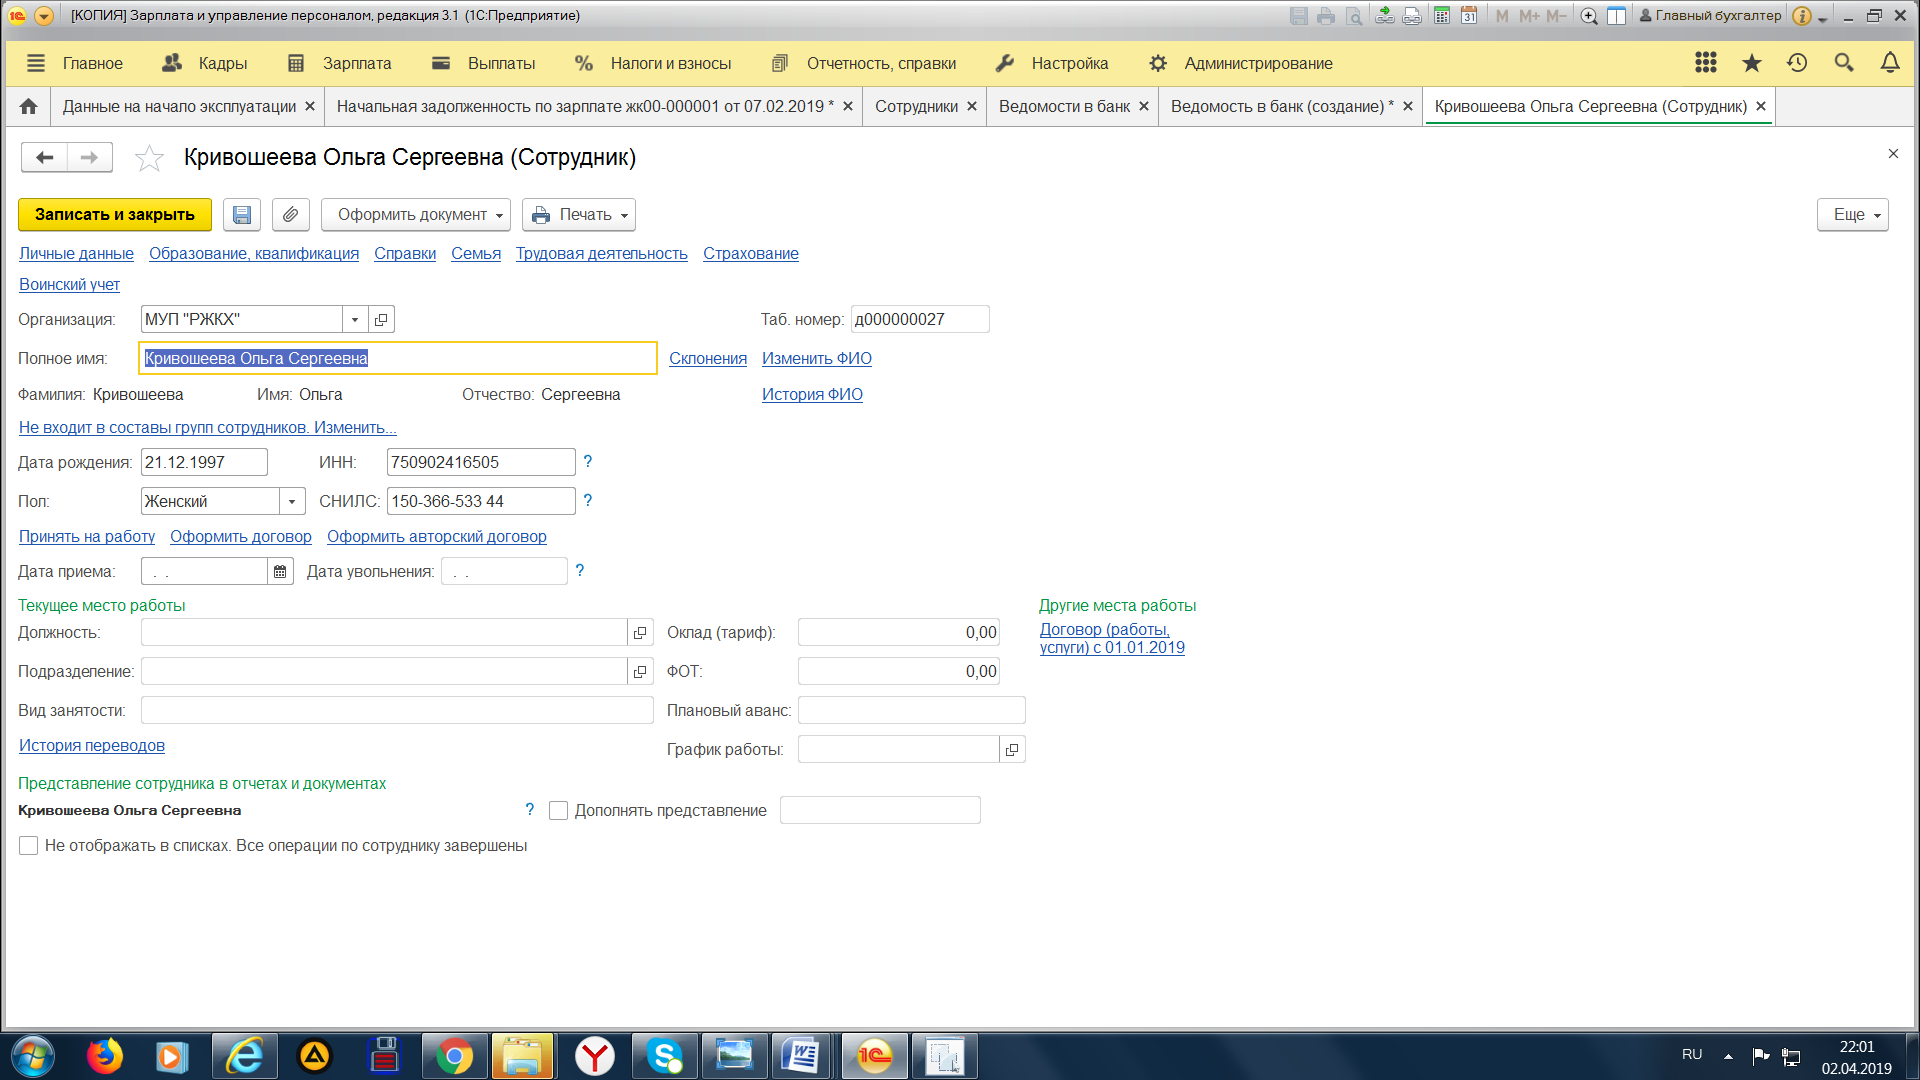 [КОПИЯ] Зарплата и управление персоналом, редакция 3.1 (1С:Предприятие)
M M+ M- Главный бухгалтер
Главное Кадры Зарплата Выплаты Налоги и взносы Отчетность, справки Настройка Администрирование
Данные на начало эксплуатации Начальная задолженность по зарплате жк00-000001 от 07.02.2019 * Сотрудники Ведомости в банк Ведомость в банк (создание) * Кривошеева Ольга Сергеевна (Сотрудник)
Кривошеева Ольга Сергеевна (Сотрудник)
Записать и закрыть Оформить документ Печать Еще
Личные данные Образование, квалификация Справки Семья Трудовая деятельность Страхование
Воинский учет
Организация: МУП "РЖКХ" Таб. номер: д000000027
Полное имя: Кривошеева Ольга Сергеевна Склонения Изменить ФИО
Фамилия: Кривошеева Имя: Ольга Отчество: Сергеевна История ФИО
Не входит в составы групп сотрудников. Изменить...
Дата рождения: 21.12.1997 ИНН: 750902416505 ?
Пол: Женский СНИЛС: 150-366-533 44 ?
Принять на работу Оформить договор Оформить авторский договор
Дата приема: . . Дата увольнения: . . ?
Текущее место работы Другие места работы
Должность: Оклад (тариф): 0,00 Договор (работы,
услуги) с 01.01.2019
Подразделение: ФОТ: 0,00
Вид занятости: Плановый аванс:
История переводов График работы:
Представление сотрудника в отчетах и документах
Кривошеева Ольга Сергеевна ? Дополнять представление
Не отображать в списках. Все операции по сотруднику завершены
RU 22:01
02.04.2019